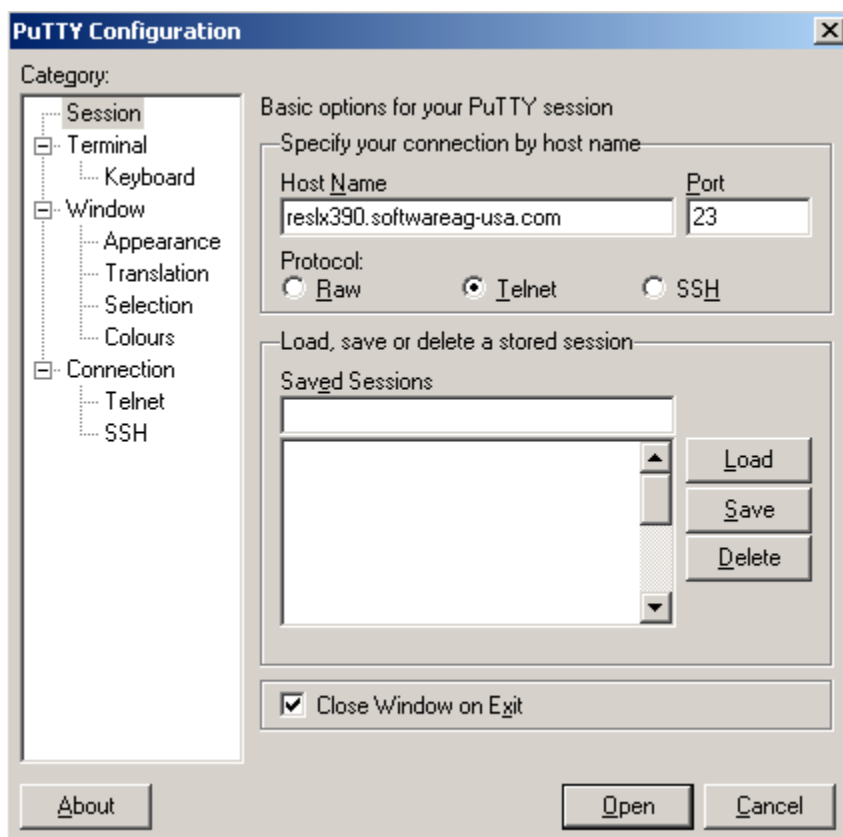 PuTTY Configuration
Category:
Session
Terminal
Keyboard
Window
Appearance
Translation
Selection
Colours
Connection
Telnet
SSH
Basic options for your PuTTY session
Specify your connection by host name
Host Name
Port
reslx390.softwareag-usa.com
23
Protocol:
Raw
Telnet
SSH
Load, save or delete a stored session
Saved Sessions
Load
Save
Delete
Close Window on Exit
About
Open
Cancel